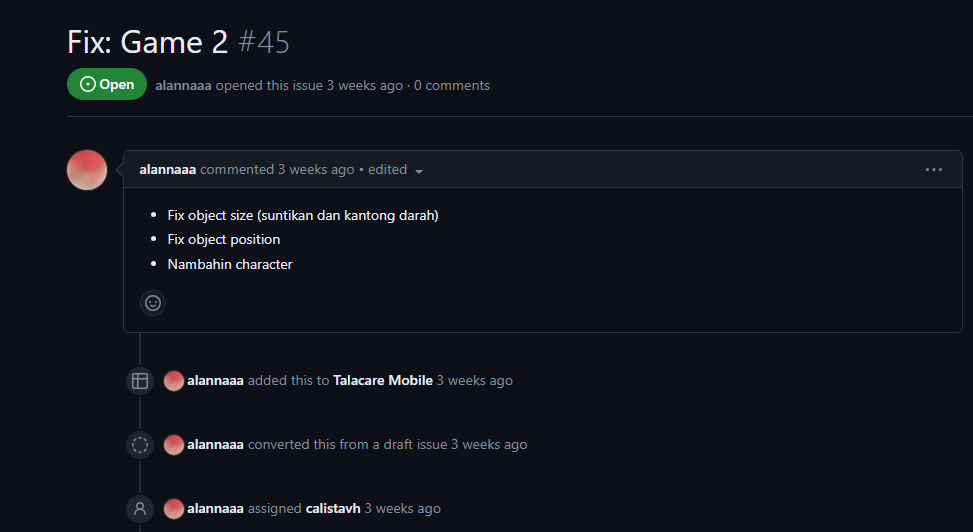 Fix: Game 2 #45
Open alannaaa opened this issue 3 weeks ago · 0 comments
alannaaa commented 3 weeks ago • edited
Fix object size (suntikan dan kantong darah)
Fix object position
Nambahin character
alannaaa added this to Talacare Mobile 3 weeks ago
alannaaa converted this from a draft issue 3 weeks ago
alannaaa assigned calistavh 3 weeks ago